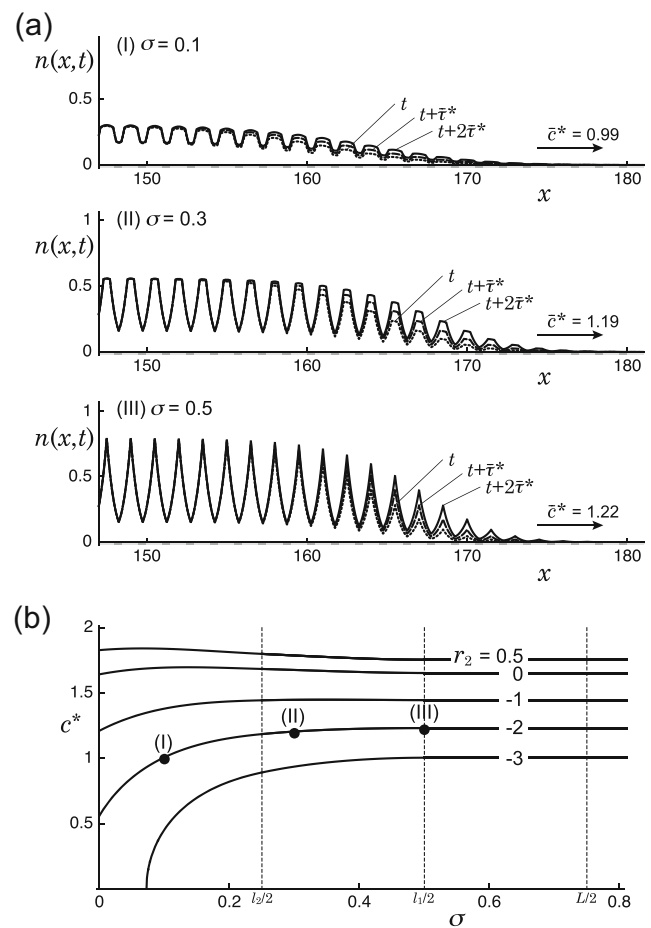 (a)
(I) σ = 0.1
n(x,t)
0.5
0
t
t+τ̄*
t+2τ̄*
c̄* = 0.99
150
160
170
180
x
(II) σ = 0.3
n(x,t)
1
0.5
0
t
t+τ̄*
t+2τ̄*
c̄* = 1.19
150
160
170
180
x
(III) σ = 0.5
n(x,t)
1
0.5
0
t
t+τ̄*
t+2τ̄*
c̄* = 1.22
150
160
170
180
x
(b)
2
1.5
c*
1
0.5
r₂ = 0.5
0
-1
-2
-3
(I)
(II)
(III)
0
0.2
l₂/2
0.4
l₁/2
0.6
L/2
0.8
σ